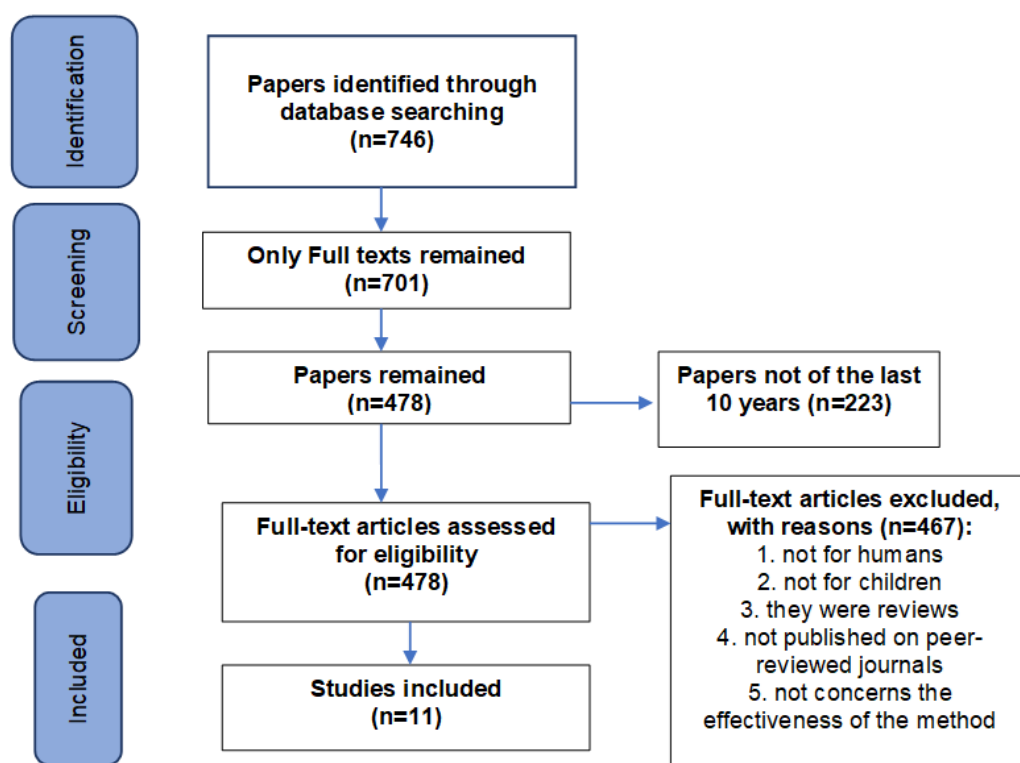 Identification
Papers identified through
database searching
(n=746)
Screening
Only Full texts remained
(n=701)
Papers remained
(n=478)
Papers not of the last
10 years (n=223)
Eligibility
Full-text articles assessed
for eligibility
(n=478)
Full-text articles excluded,
with reasons (n=467):
1. not for humans
2. not for children
3. they were reviews
4. not published on peer-
reviewed journals
5. not concerns the
effectiveness of the method
Included
Studies included
(n=11)